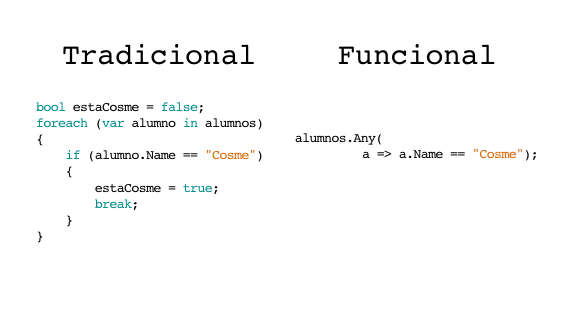 Tradicional
bool estaCosme = false;
foreach (var alumno in alumnos)
{
    if (alumno.Name == "Cosme")
    {
        estaCosme = true;
        break;
    }
}
Funcional
alumnos.Any(
         a => a.Name == "Cosme");